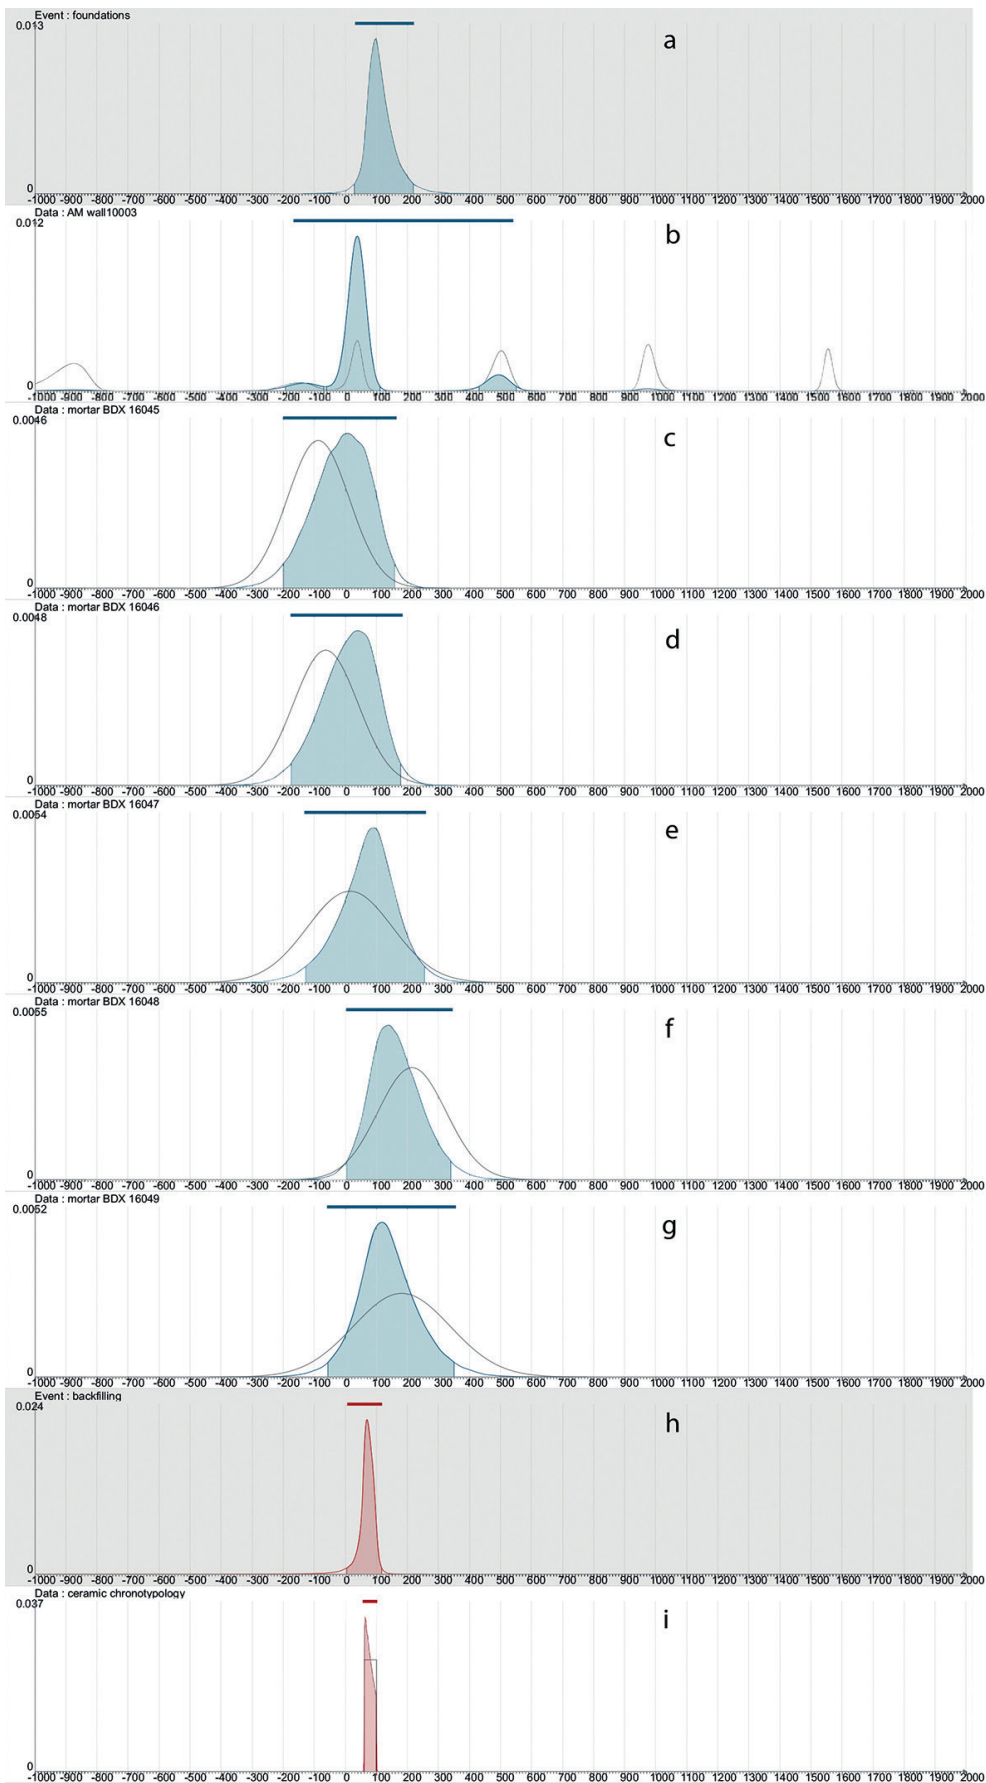 Event : foundations
0.013
a
0
-1000 -900 -800 -700 -600 -500 -400 -300 -200 -100 0 100 200 300 400 500 600 700 800 900 1000 1100 1200 1300 1400 1500 1600 1700 1800 1900 2000
Data : AM wall10003
0.012
b
0
-1000 -900 -800 -700 -600 -500 -400 -300 -200 -100 0 100 200 300 400 500 600 700 800 900 1000 1100 1200 1300 1400 1500 1600 1700 1800 1900 2000
Data : mortar BDX 16045
0.0046
c
0
-1000 -900 -800 -700 -600 -500 -400 -300 -200 -100 0 100 200 300 400 500 600 700 800 900 1000 1100 1200 1300 1400 1500 1600 1700 1800 1900 2000
Data : mortar BDX 16046
0.0048
d
0
-1000 -900 -800 -700 -600 -500 -400 -300 -200 -100 0 100 200 300 400 500 600 700 800 900 1000 1100 1200 1300 1400 1500 1600 1700 1800 1900 2000
Data : mortar BDX 16047
0.0054
e
0
-1000 -900 -800 -700 -600 -500 -400 -300 -200 -100 0 100 200 300 400 500 600 700 800 900 1000 1100 1200 1300 1400 1500 1600 1700 1800 1900 2000
Data : mortar BDX 16048
0.0055
f
0
-1000 -900 -800 -700 -600 -500 -400 -300 -200 -100 0 100 200 300 400 500 600 700 800 900 1000 1100 1200 1300 1400 1500 1600 1700 1800 1900 2000
Data : mortar BDX 16049
0.0052
g
0
-1000 -900 -800 -700 -600 -500 -400 -300 -200 -100 0 100 200 300 400 500 600 700 800 900 1000 1100 1200 1300 1400 1500 1600 1700 1800 1900 2000
Event : backfilling
0.024
h
0
-1000 -900 -800 -700 -600 -500 -400 -300 -200 -100 0 100 200 300 400 500 600 700 800 900 1000 1100 1200 1300 1400 1500 1600 1700 1800 1900 2000
Data : ceramic chronotypology
0.037
i
0
-1000 -900 -800 -700 -600 -500 -400 -300 -200 -100 0 100 200 300 400 500 600 700 800 900 1000 1100 1200 1300 1400 1500 1600 1700 1800 1900 2000